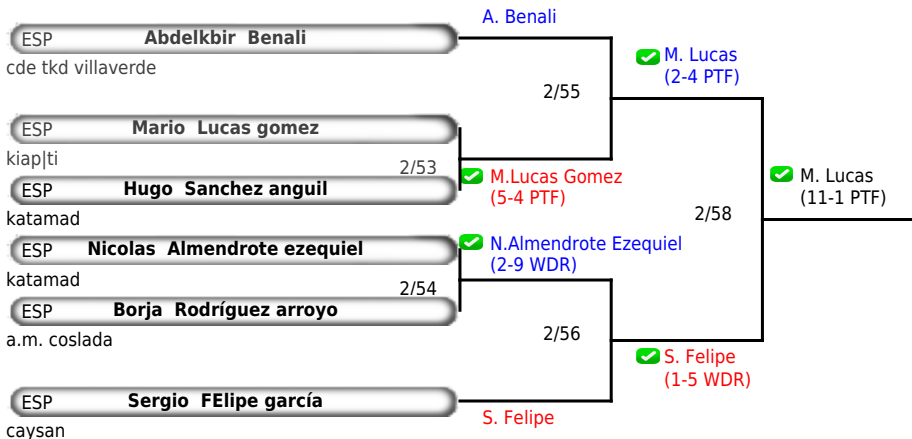 A. Benali
ESP Abdelkbir Benali
cde tkd villaverde
M. Lucas
(2-4 PTF)
2/55
ESP Mario Lucas gomez
kiap|ti
2/53
M.Lucas Gomez
(5-4 PTF)
M. Lucas
(11-1 PTF)
ESP Hugo Sanchez anguil
katamad
2/58
ESP Nicolas Almendrote ezequiel
N.Almendrote Ezequiel
(2-9 WDR)
katamad
2/54
ESP Borja Rodríguez arroyo
a.m. coslada
2/56
S. Felipe
(1-5 WDR)
ESP Sergio FElipe garcía
S. Felipe
caysan